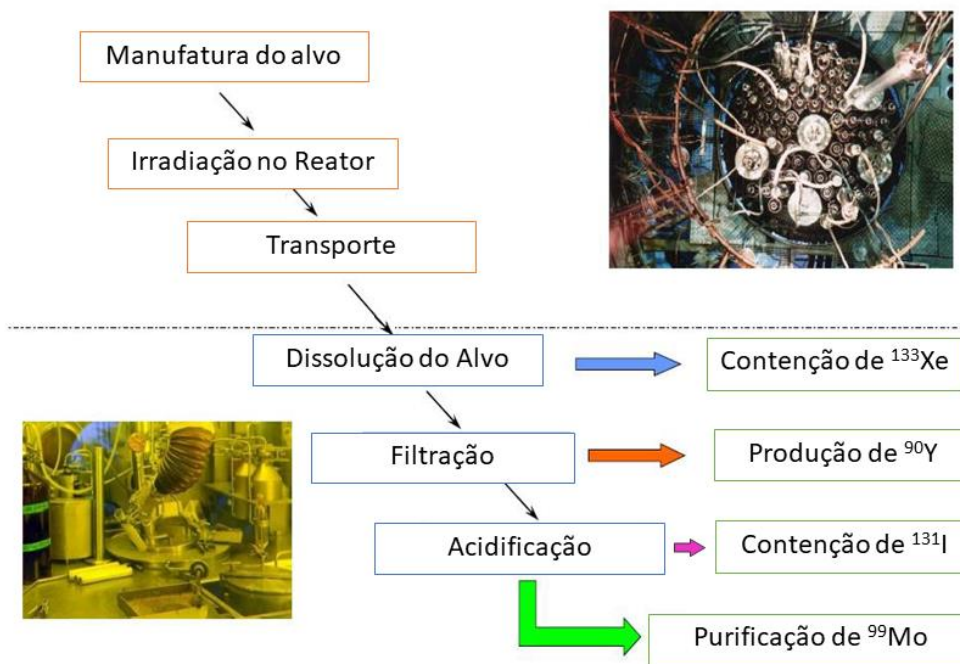 Manufatura do alvo
Irradiação no Reator
Transporte
Dissolução do Alvo
Contenção de ¹³³Xe
Filtração
Produção de ⁹⁰Y
Acidificação
Contenção de ¹³¹I
Purificação de ⁹⁹Mo